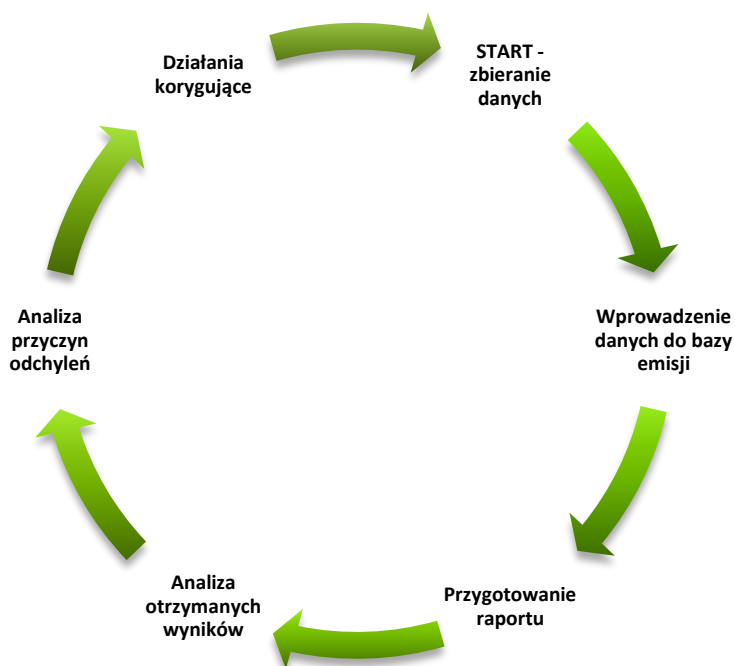 START -
zbieranie
danych
Wprowadzenie
danych do bazy
emisji
Przygotowanie
raportu
Analiza
otrzymanych
wyników
Analiza
przyczyn
odchyleń
Działania
korygujące